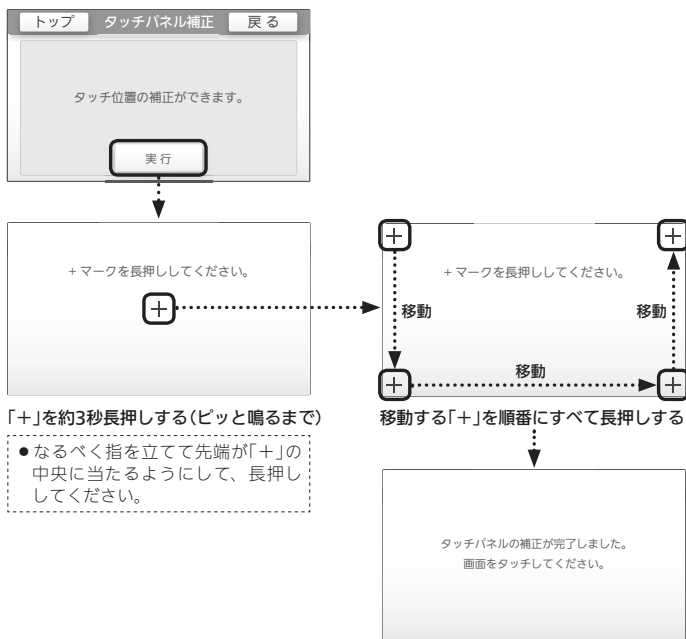 トップ タッチパネル補正 戻 る
タッチ位置の補正ができます。
実 行
+ マークを長押ししてください。
+
「+」を約3秒長押しする(ピッと鳴るまで)
●なるべく指を立てて先端が「+」の
中央に当たるようにして、長押し
してください。
+ +
+ マークを長押ししてください。
移動 移動
移動
+ +
移動する「+」を順番にすべて長押しする
タッチパネルの補正が完了しました。
画面をタッチしてください。